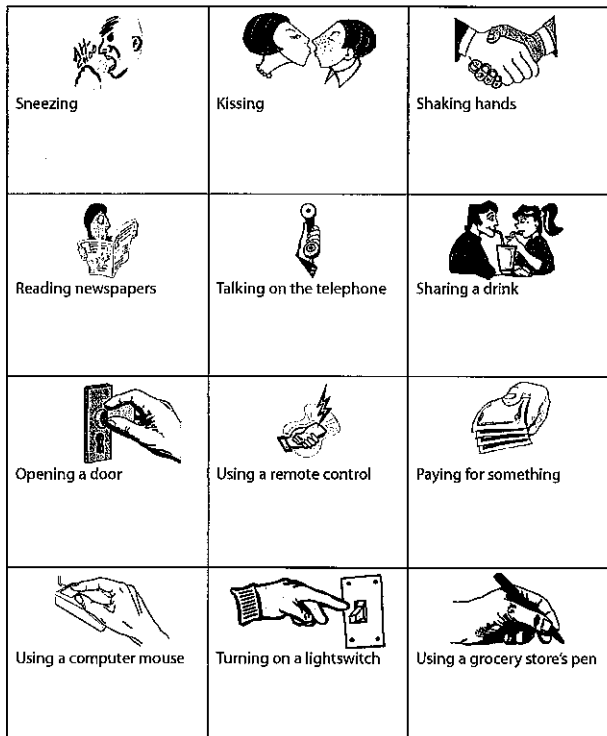 AHCHOO
Sneezing
Kissing
Shaking hands
Reading newspapers
Talking on the telephone
Sharing a drink
Opening a door
Using a remote control
Paying for something
Using a computer mouse
Turning on a lightswitch
Using a grocery store's pen